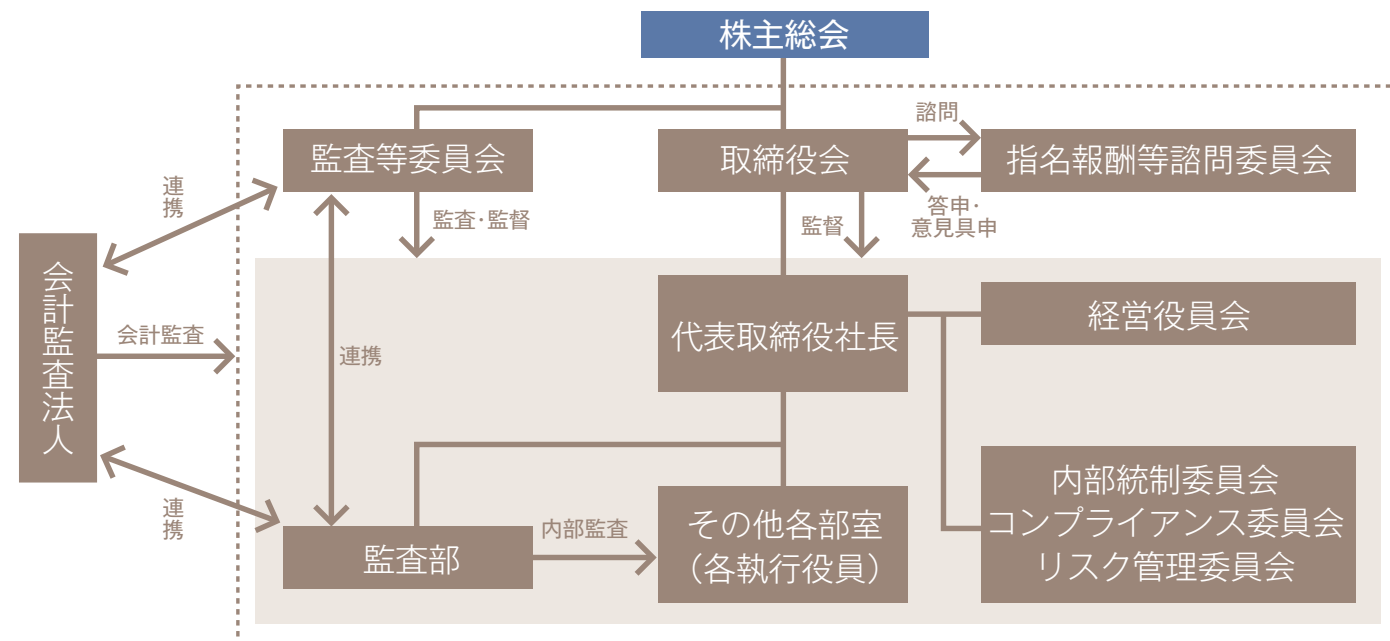 株主総会
諮問
監査等委員会
取締役会
指名報酬等諮問委員会
連携
監査・監督
監督
答申・
意見具申
会計監査法人
会計監査
連携
代表取締役社長
経営役員会
連携
監査部
内部監査
その他各部室
（各執行役員）
内部統制委員会
コンプライアンス委員会
リスク管理委員会